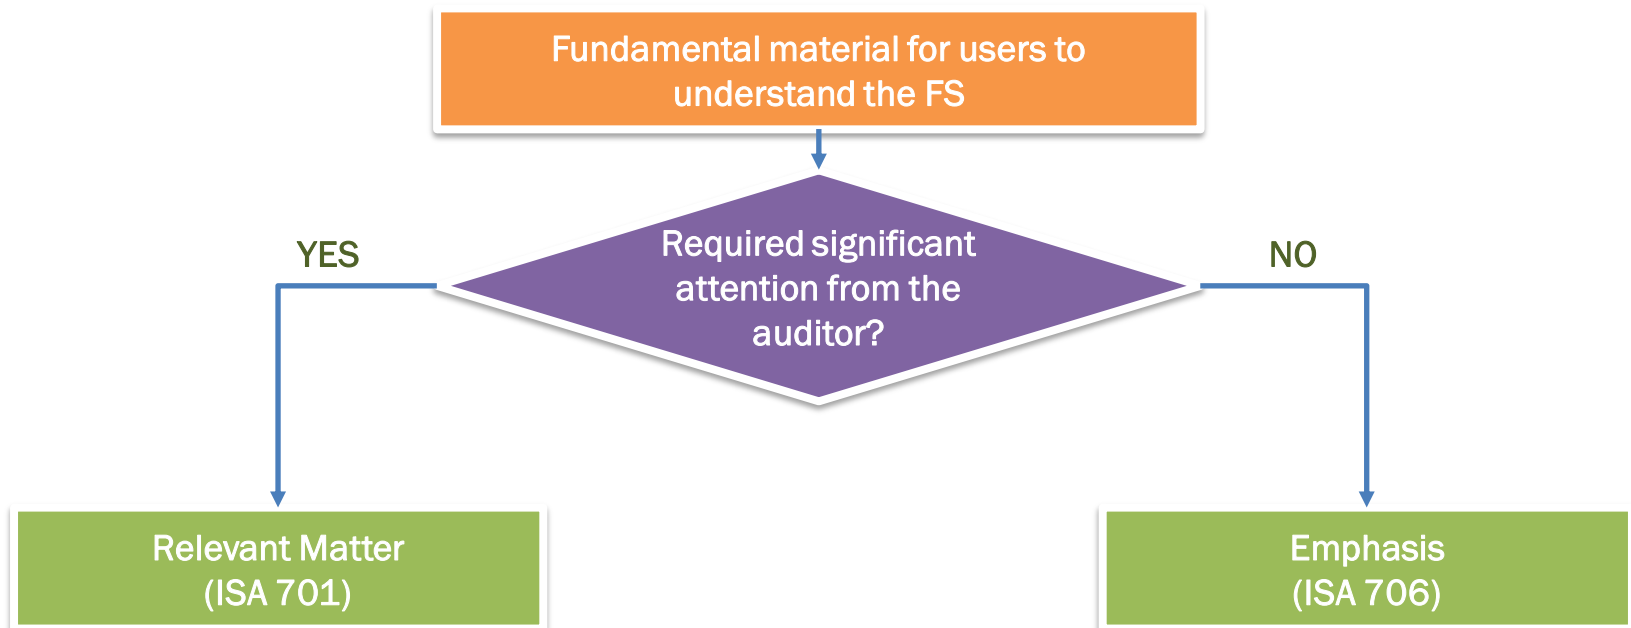 Fundamental material for users to
understand the FS
Required significant
attention from the
auditor?
YES
NO
Relevant Matter
(ISA 701)
Emphasis
(ISA 706)